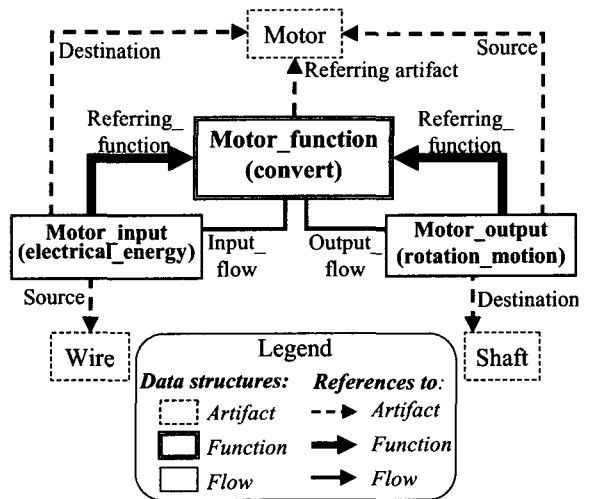 Motor
Destination
Source
Referring artifact
Referring_
function
Motor_function
(convert)
Referring_
function
Motor_input
(electrical_energy)
Input_
flow
Output_
flow
Motor_output
(rotation_motion)
Source
Destination
Wire
Shaft
Legend
Data structures:
References to:
Artifact
Artifact
Function
Function
Flow
Flow